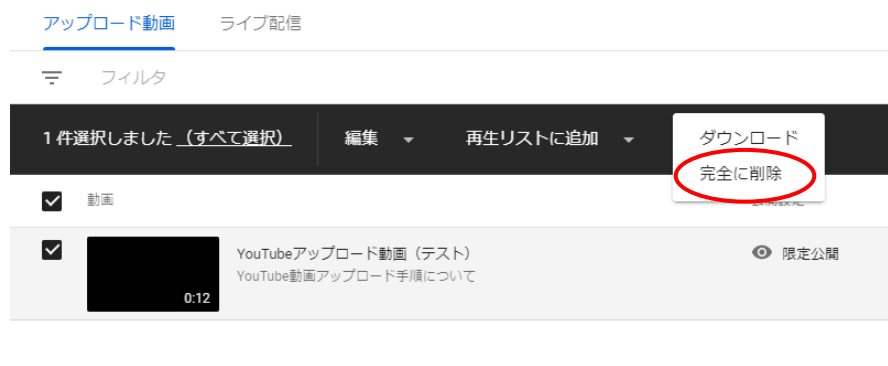 アップロード動画 ライブ配信
フィルタ
1 件選択しました （すべて選択） 編集 再生リストに追加 ダウンロード
完全に削除
動画
YouTubeアップロード動画（テスト） 限定公開
YouTube動画アップロード手順について
0:12